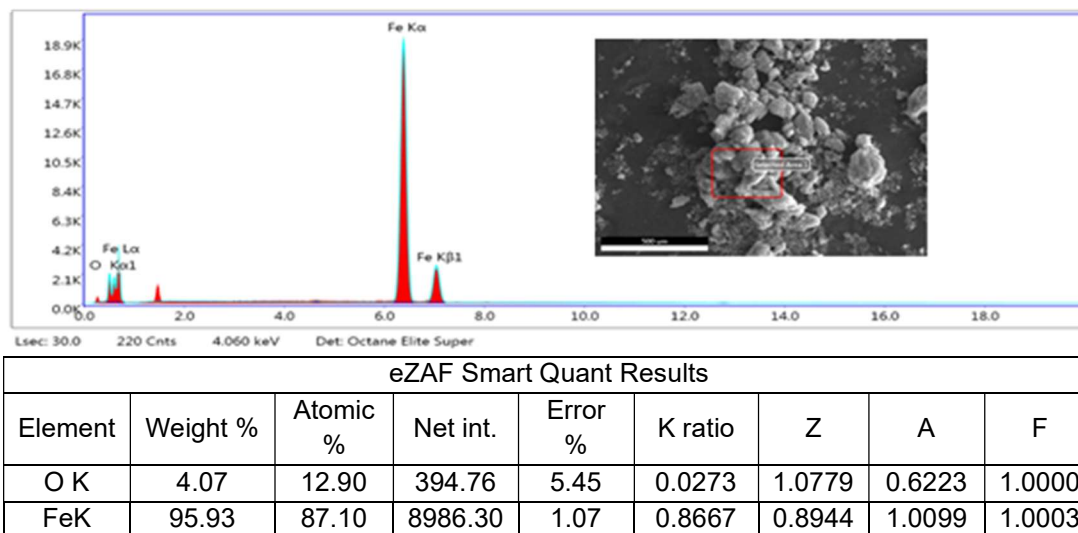 Fe Kα
18.9K
16.8K
14.7K
12.6K
10.5K
8.4K
6.3K
4.2K
2.1K
0.0K
Fe Lα
O Kα1
Fe Kβ1
0.0 2.0 4.0 6.0 8.0 10.0 12.0 14.0 16.0 18.0
500 µm
Lsec: 30.0 220 Cnts 4.060 keV Det: Octane Elite Super
eZAF Smart Quant Results
Element Weight % Atomic % Net int. Error % K ratio Z A F
O K 4.07 12.90 394.76 5.45 0.0273 1.0779 0.6223 1.0000
FeK 95.93 87.10 8986.30 1.07 0.8667 0.8944 1.0099 1.0003